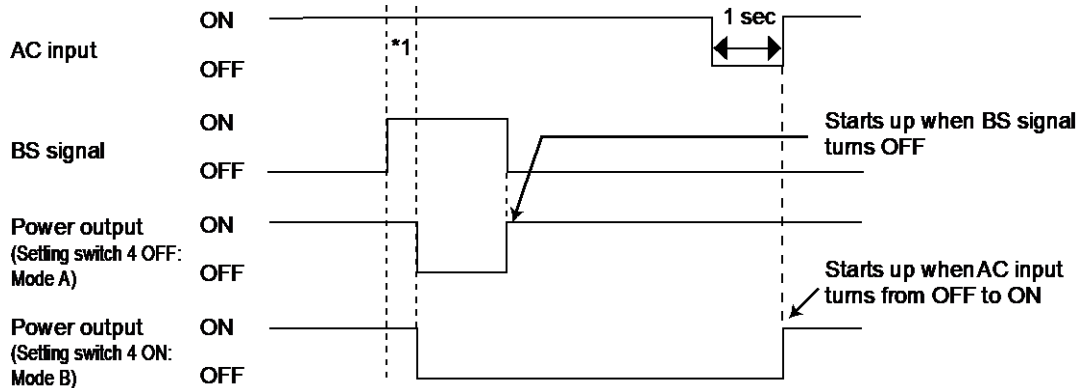 ON
1 sec
AC input
*1
OFF
ON
Starts up when BS signal
turns OFF
BS signal
OFF
Power output
ON
(Setting switch 4 OFF:
Mode A)
OFF
Starts up when AC input
turns from OFF to ON
Power output
ON
(Setting switch 4 ON:
Mode B)
OFF